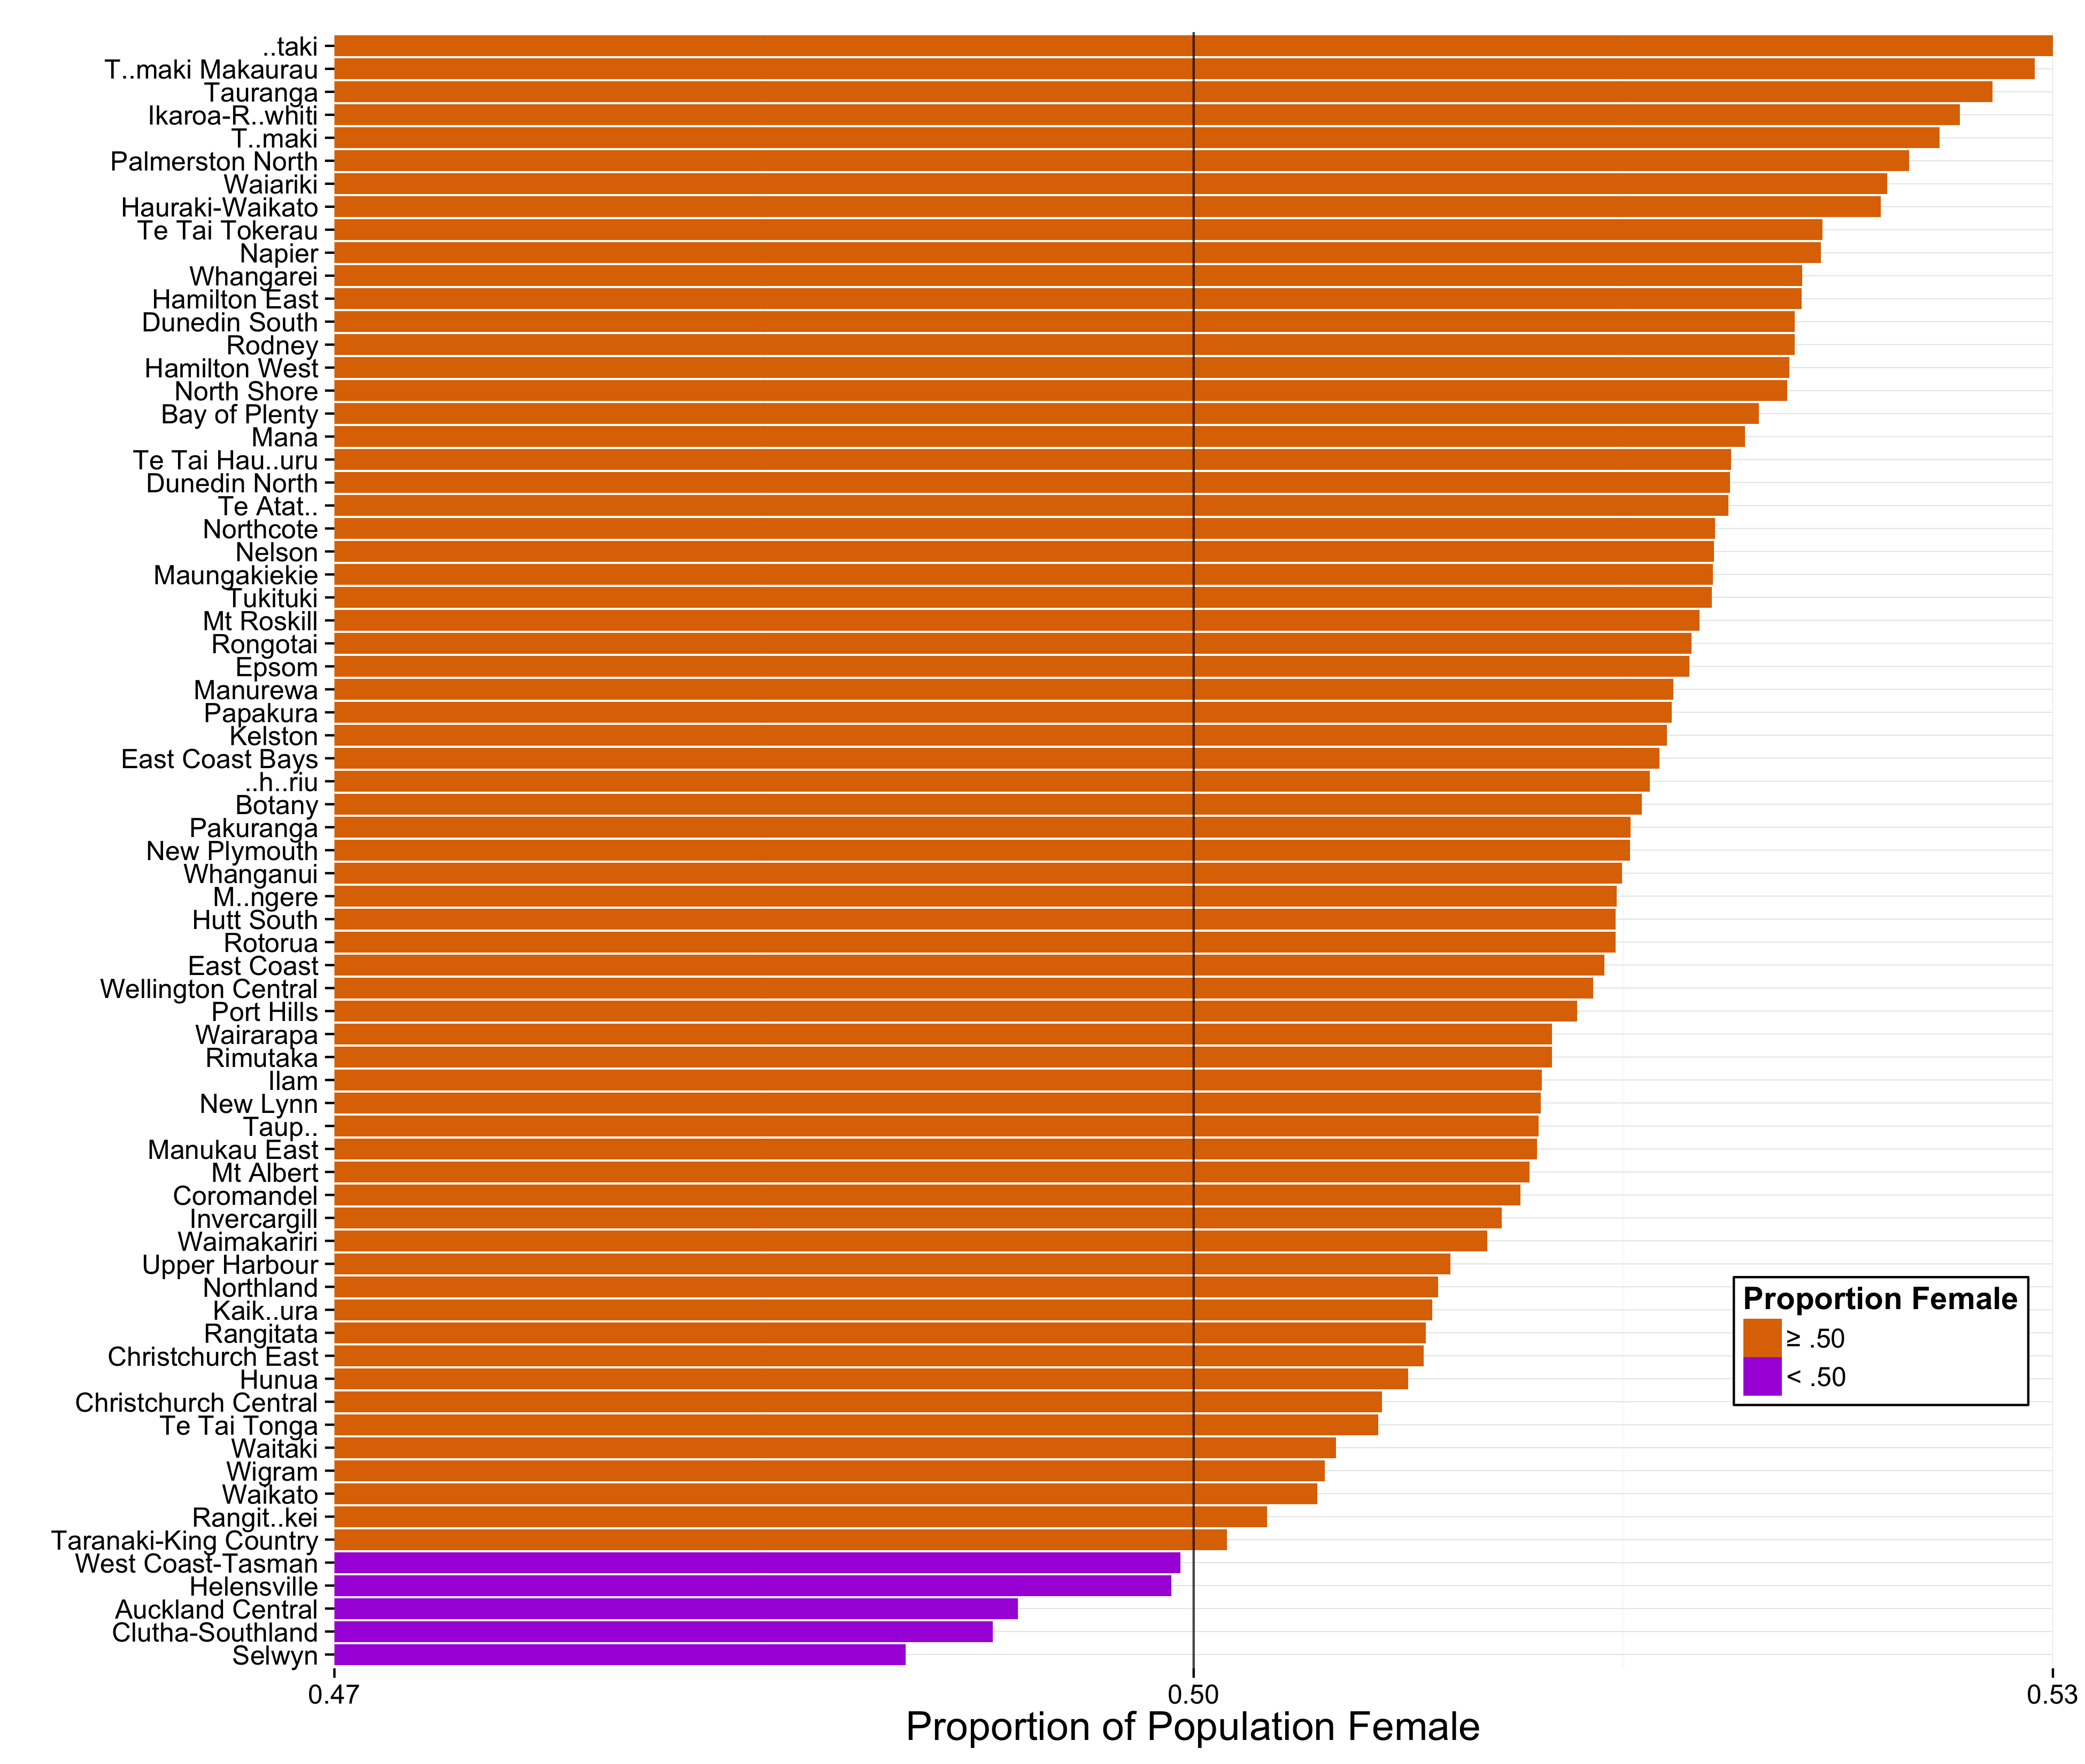 ..taki
T..maki Makaurau
Tauranga
Ikaroa-R..whiti
T..maki
Palmerston North
Waiariki
Hauraki-Waikato
Te Tai Tokerau
Napier
Whangarei
Hamilton East
Dunedin South
Rodney
Hamilton West
North Shore
Bay of Plenty
Mana
Te Tai Hau..uru
Dunedin North
Te Atat..
Northcote
Nelson
Maungakiekie
Tukituki
Mt Roskill
Rongotai
Epsom
Manurewa
Papakura
Kelston
East Coast Bays
..h..riu
Botany
Pakuranga
New Plymouth
Whanganui
M..ngere
Hutt South
Rotorua
East Coast
Wellington Central
Port Hills
Wairarapa
Rimutaka
Ilam
New Lynn
Taup..
Manukau East
Mt Albert
Coromandel
Invercargill
Waimakariri
Upper Harbour
Northland
Kaik..ura
Rangitata
Christchurch East
Hunua
Christchurch Central
Te Tai Tonga
Waitaki
Wigram
Waikato
Rangit..kei
Taranaki-King Country
West Coast-Tasman
Helensville
Auckland Central
Clutha-Southland
Selwyn
Proportion Female
≥ .50
< .50
0.47 0.50 0.53
Proportion of Population Female